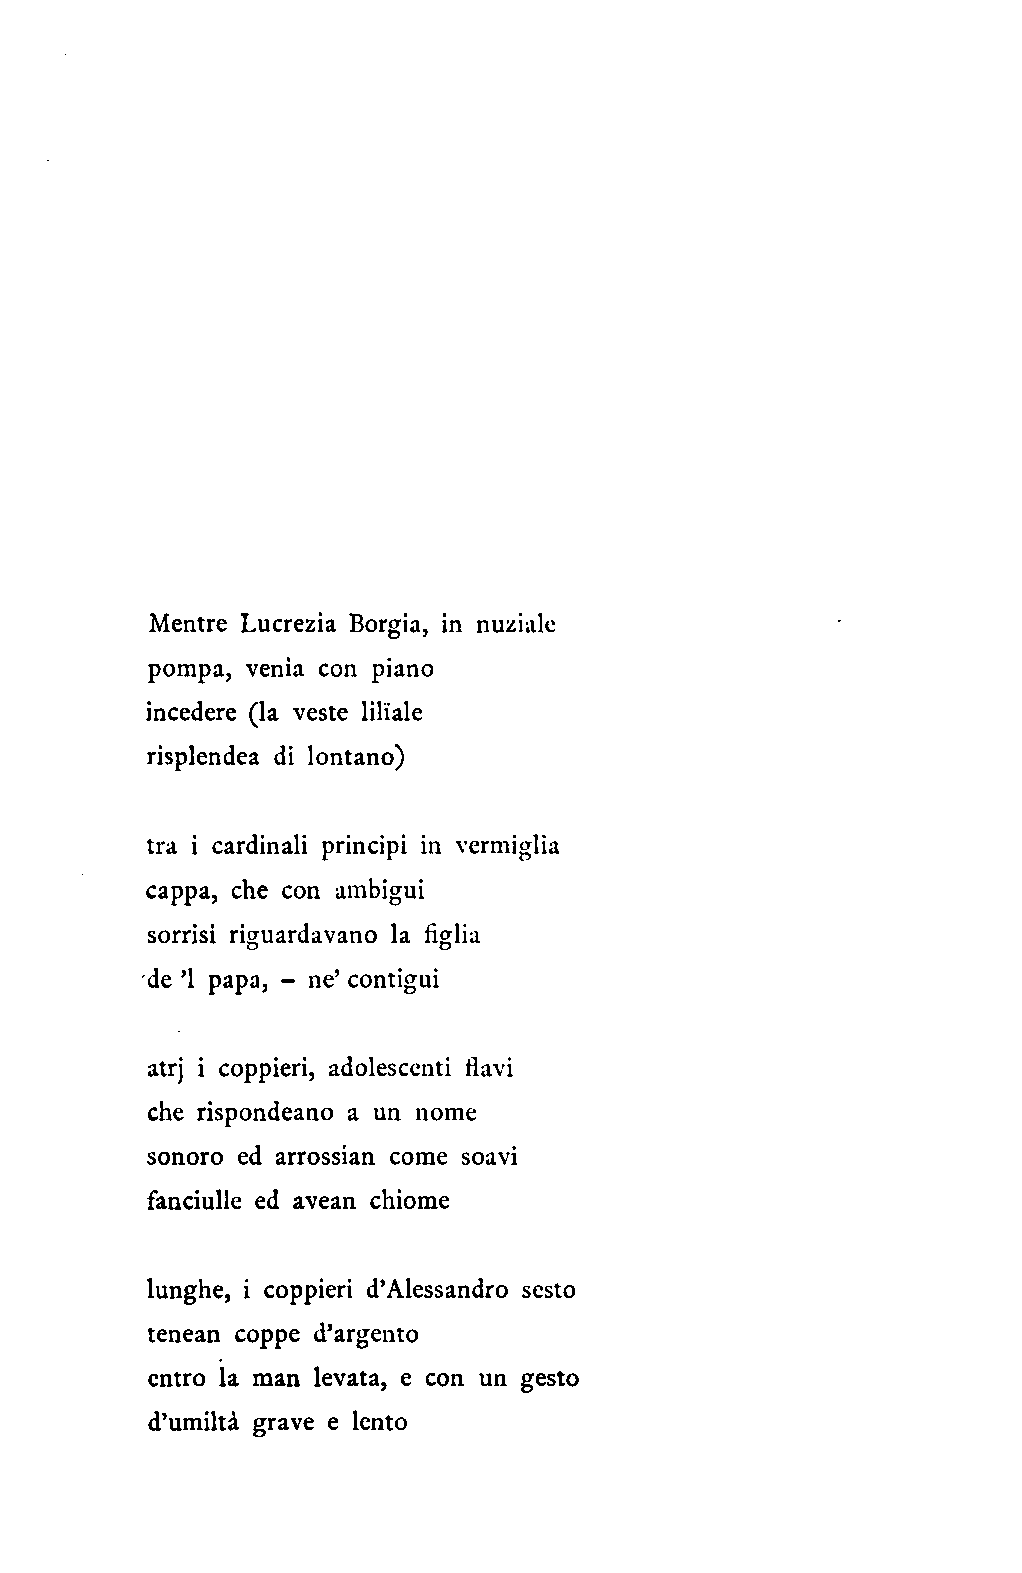 Mentre Lucrezia Borgia, in nuziale
pompa, venia con piano
incedere (la veste lilïale
risplendea di lontano)

tra i cardinali principi in vermiglia
cappa, che con ambigui
sorrisi riguardavano la figlia
de 'l papa, – ne' contigui

atrj i coppieri, adolescenti flavi
che rispondeano a un nome
sonoro ed arrossian come soavi
fanciulle ed avean chiome

lunghe, i coppieri d'Alessandro sesto
tenean coppe d'argento
entro la man levata, e con un gesto
d'umiltà grave e lento